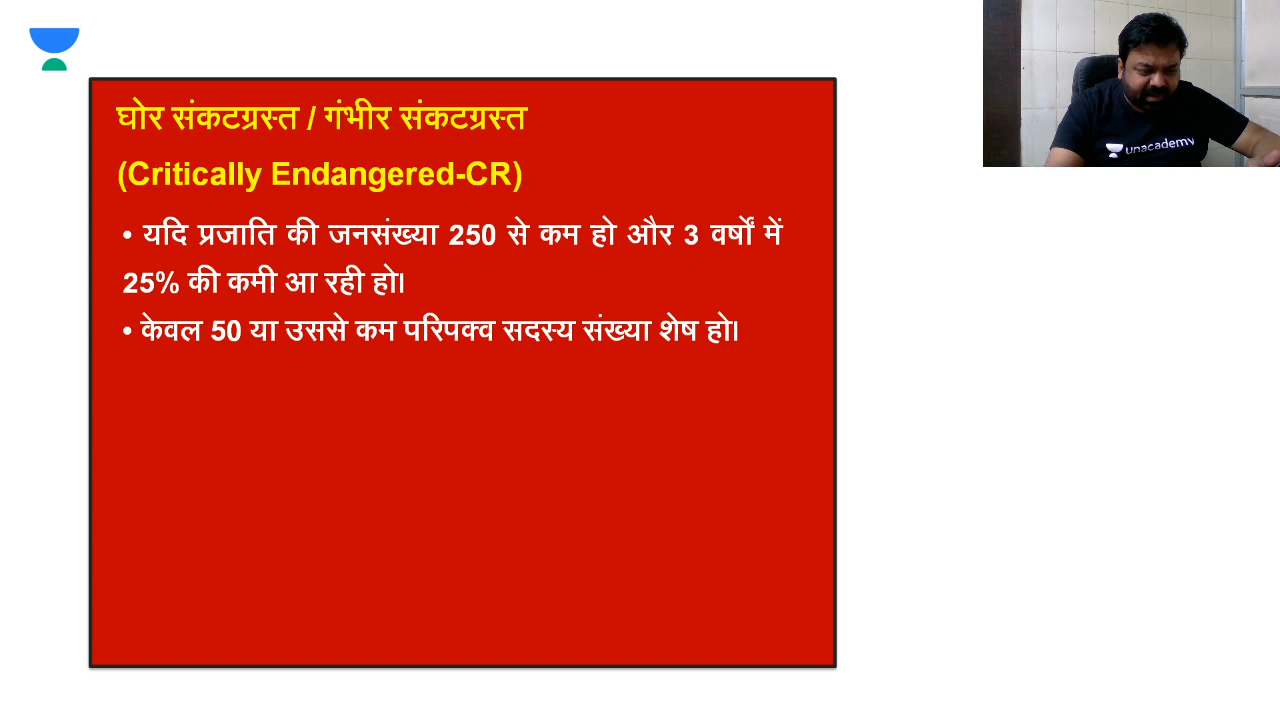 घोर संकटग्रस्त / गंभीर संकटग्रस्त
(Critically Endangered-CR)
• यदि प्रजाति की जनसंख्या 250 से कम हो और 3 वर्षों में
25% की कमी आ रही हो।
• केवल 50 या उससे कम परिपक्व सदस्य संख्या शेष हो।
unacademy